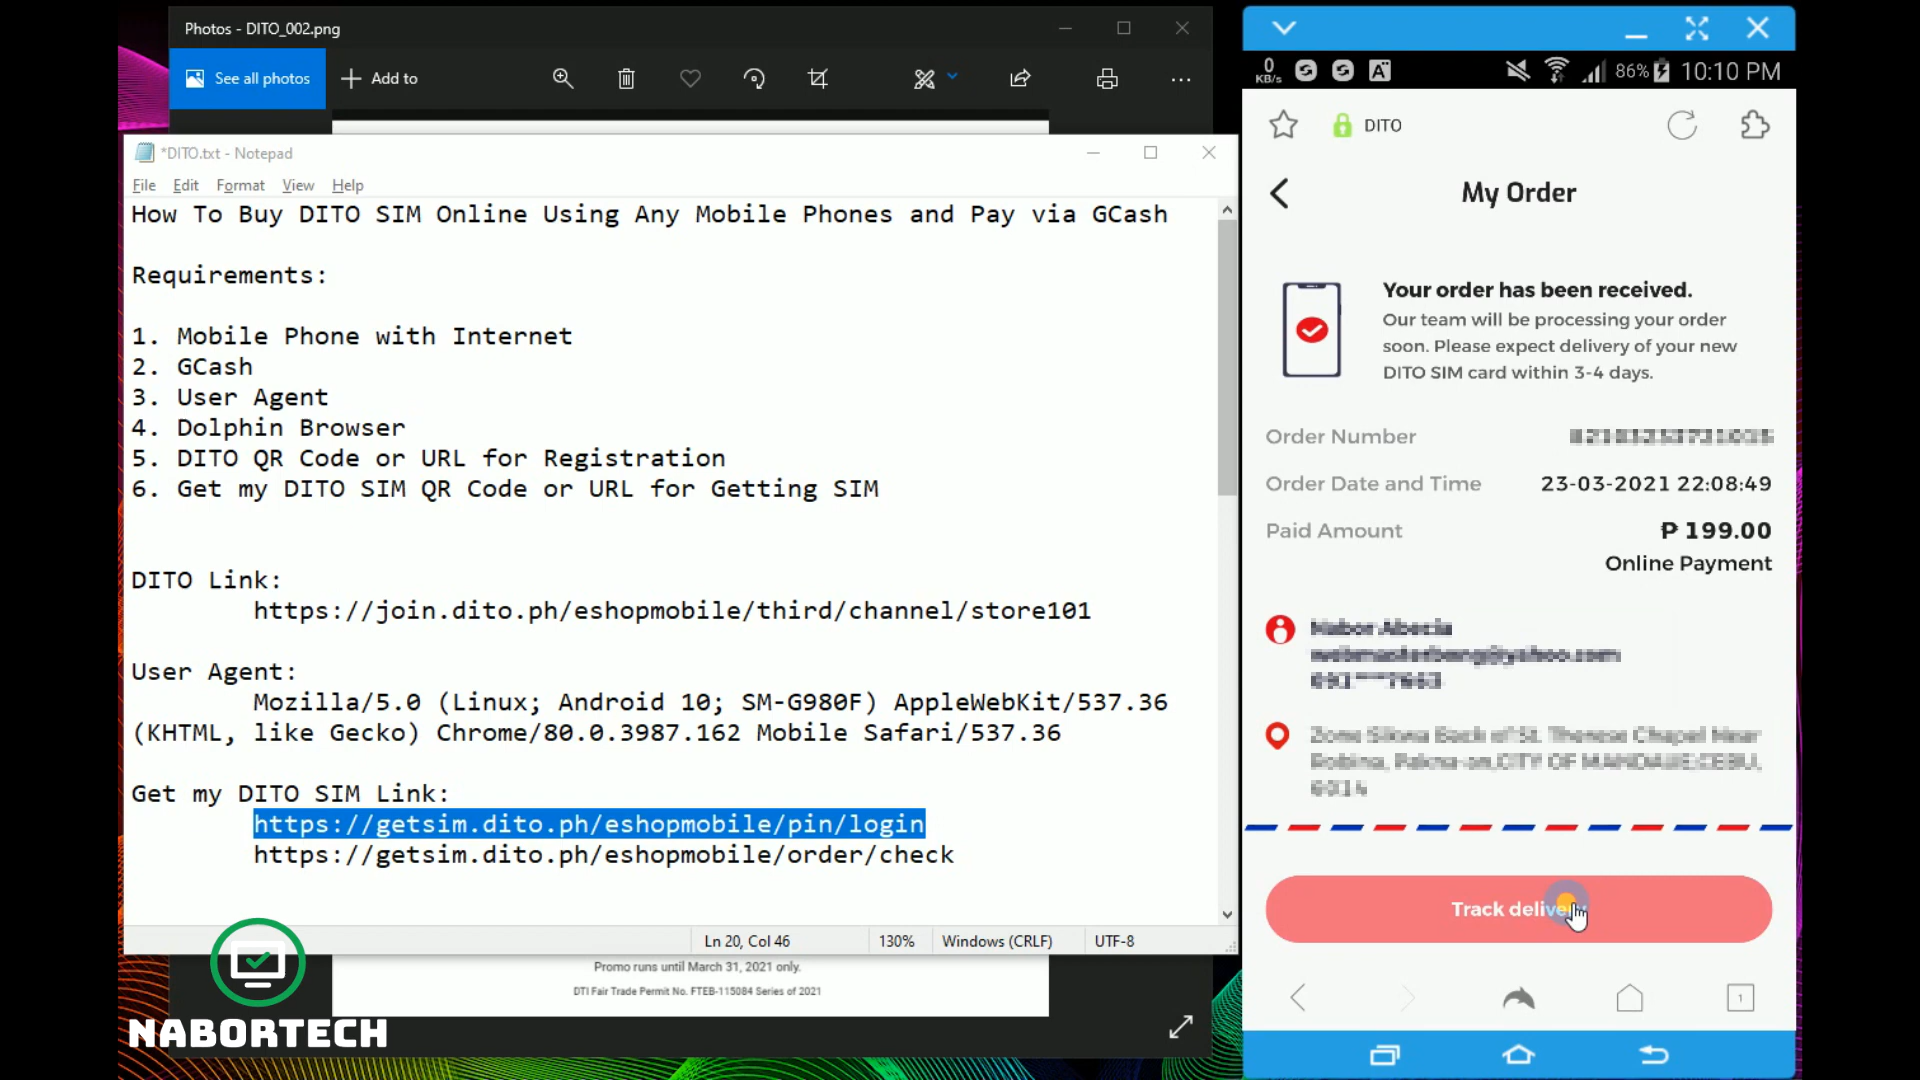 Photos - DITO_002.png
See all photos
Add to
*DITO.txt - Notepad
File Edit Format View Help
How To Buy DITO SIM Online Using Any Mobile Phones and Pay via GCash
Requirements:
1. Mobile Phone with Internet
2. GCash
3. User Agent
4. Dolphin Browser
5. DITO QR Code or URL for Registration
6. Get my DITO SIM QR Code or URL for Getting SIM
DITO Link:
https://join.dito.ph/eshopmobile/third/channel/store101
User Agent:
Mozilla/5.0 (Linux; Android 10; SM-G980F) AppleWebKit/537.36
(KHTML, like Gecko) Chrome/80.0.3987.162 Mobile Safari/537.36
Get my DITO SIM Link:
https://getsim.dito.ph/eshopmobile/pin/login
https://getsim.dito.ph/eshopmobile/order/check
Ln 20, Col 46 130% Windows (CRLF) UTF-8
Promo runs until March 31, 2021 only.
DTI Fair Trade Permit No. FTEB-115084 Series of 2021
NABORTECH
0 KB/s 86% 10:10 PM
DITO
My Order
Your order has been received.
Our team will be processing your order
soon. Please expect delivery of your new
DITO SIM card within 3-4 days.
Order Number
Order Date and Time 23-03-2021 22:08:49
Paid Amount ₱ 199.00
Online Payment
Track delivery
1